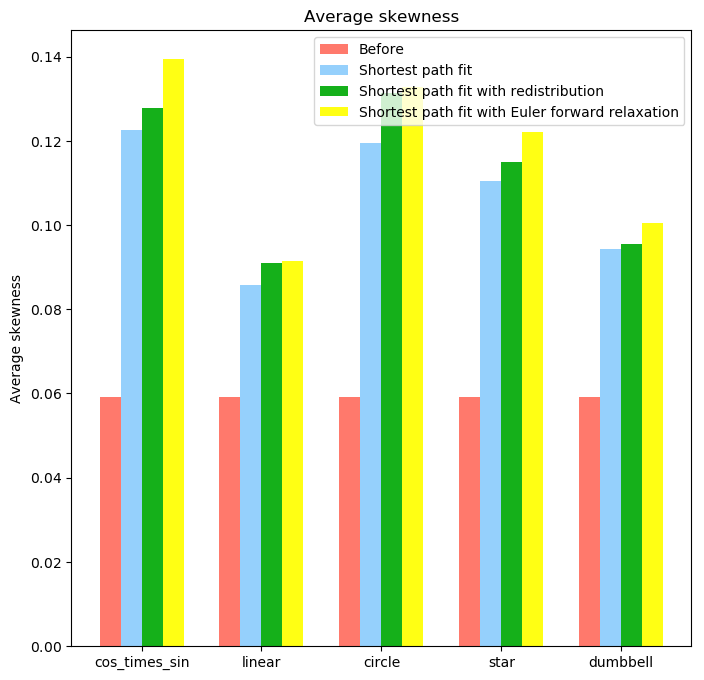 Average skewness
Before
Shortest path fit
Shortest path fit with redistribution
Shortest path fit with Euler forward relaxation
Average skewness
0.14
0.12
0.10
0.08
0.06
0.04
0.02
0.00
cos_times_sin linear circle star dumbbell